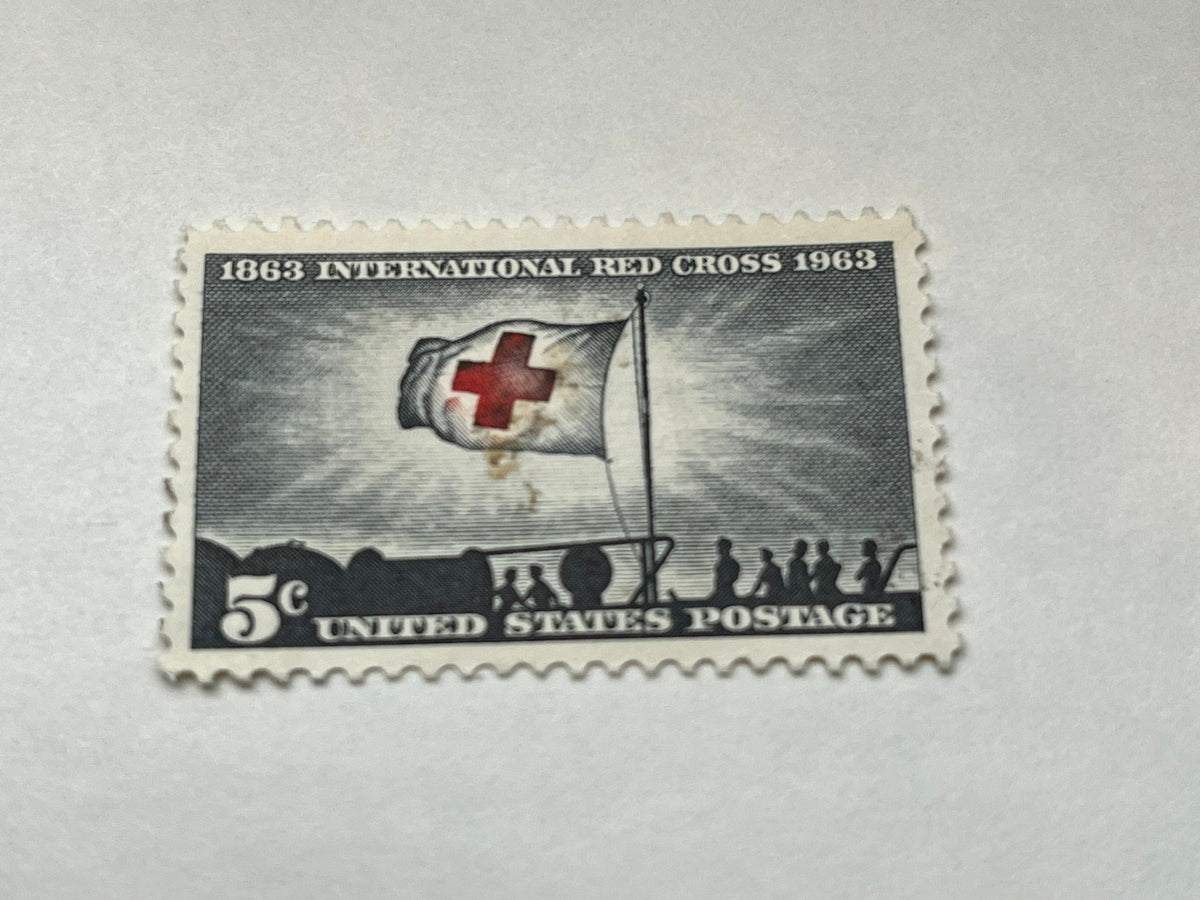 1863 INTERNATIONAL RED CROSS 1963
5c
UNITED STATES POSTAGE